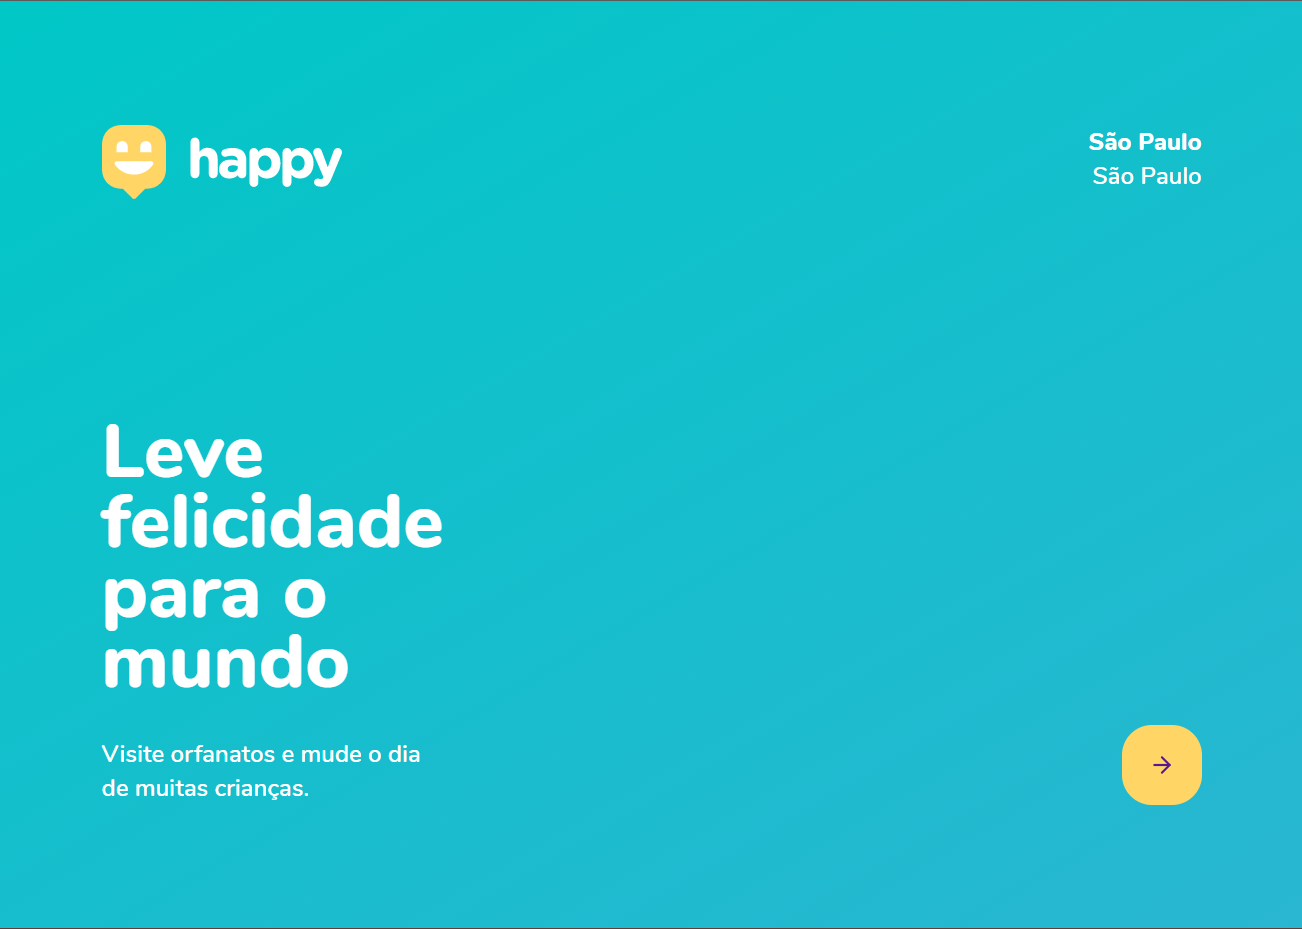 happy
São Paulo
São Paulo
Leve
felicidade
para o
mundo
Visite orfanatos e mude o dia
de muitas crianças.